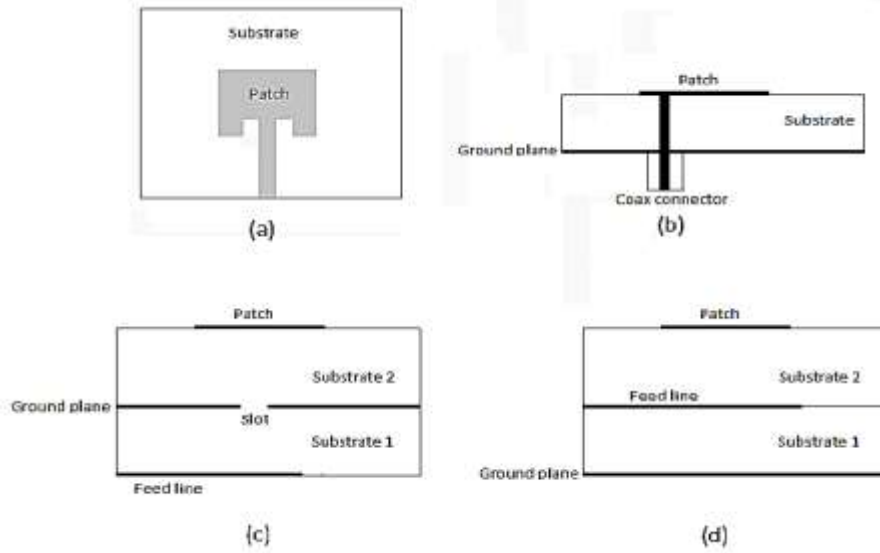 Substrate
Patch
(a)
Patch
Substrate
Ground plane
Coax connector
(b)
Patch
Substrate 2
Ground plane
Slot
Substrate 1
Feed line
(c)
Patch
Substrate 2
Feed line
Substrate 1
Ground plane
(d)